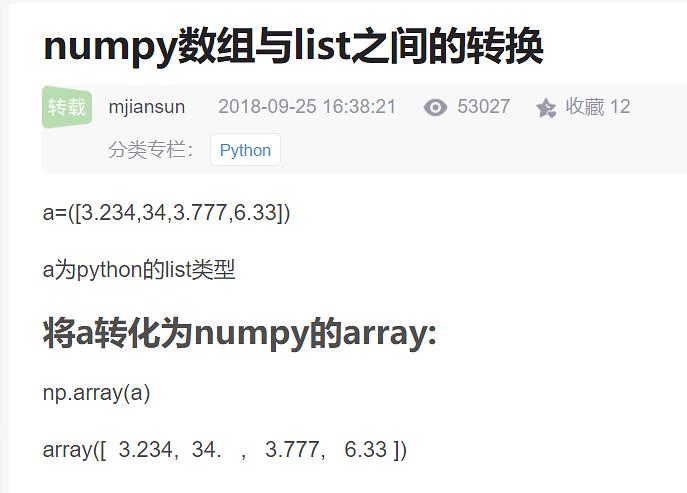 numpy数组与list之间的转换
转载 mjiansun 2018-09-25 16:38:21 53027 收藏 12
分类专栏： Python
a=([3.234,34,3.777,6.33])
a为python的list类型
将a转化为numpy的array:
np.array(a)
array([  3.234,  34.   ,   3.777,   6.33 ])